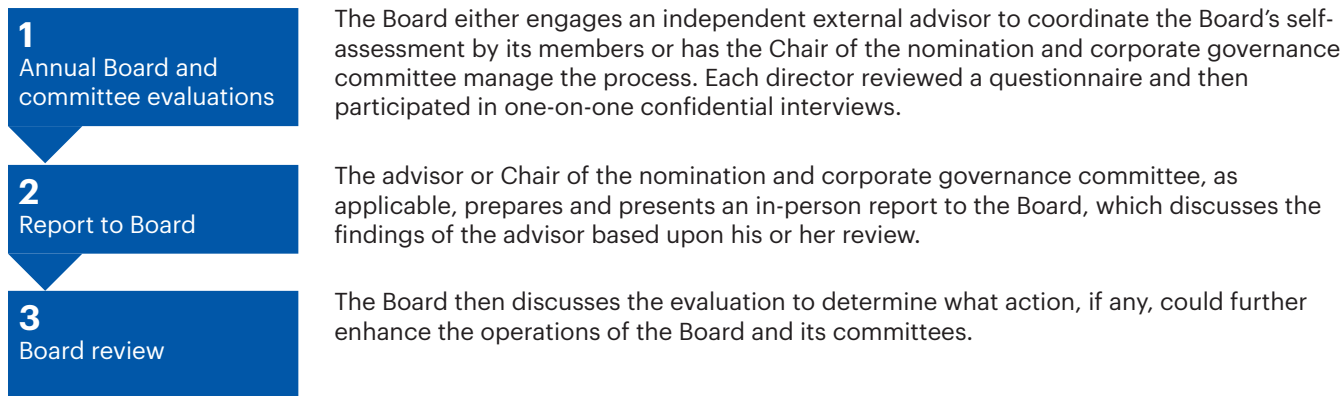 1
Annual Board and
committee evaluations
The Board either engages an independent external advisor to coordinate the Board’s self-
assessment by its members or has the Chair of the nomination and corporate governance
committee manage the process. Each director reviewed a questionnaire and then
participated in one-on-one confidential interviews.
2
Report to Board
The advisor or Chair of the nomination and corporate governance committee, as
applicable, prepares and presents an in-person report to the Board, which discusses the
findings of the advisor based upon his or her review.
3
Board review
The Board then discusses the evaluation to determine what action, if any, could further
enhance the operations of the Board and its committees.